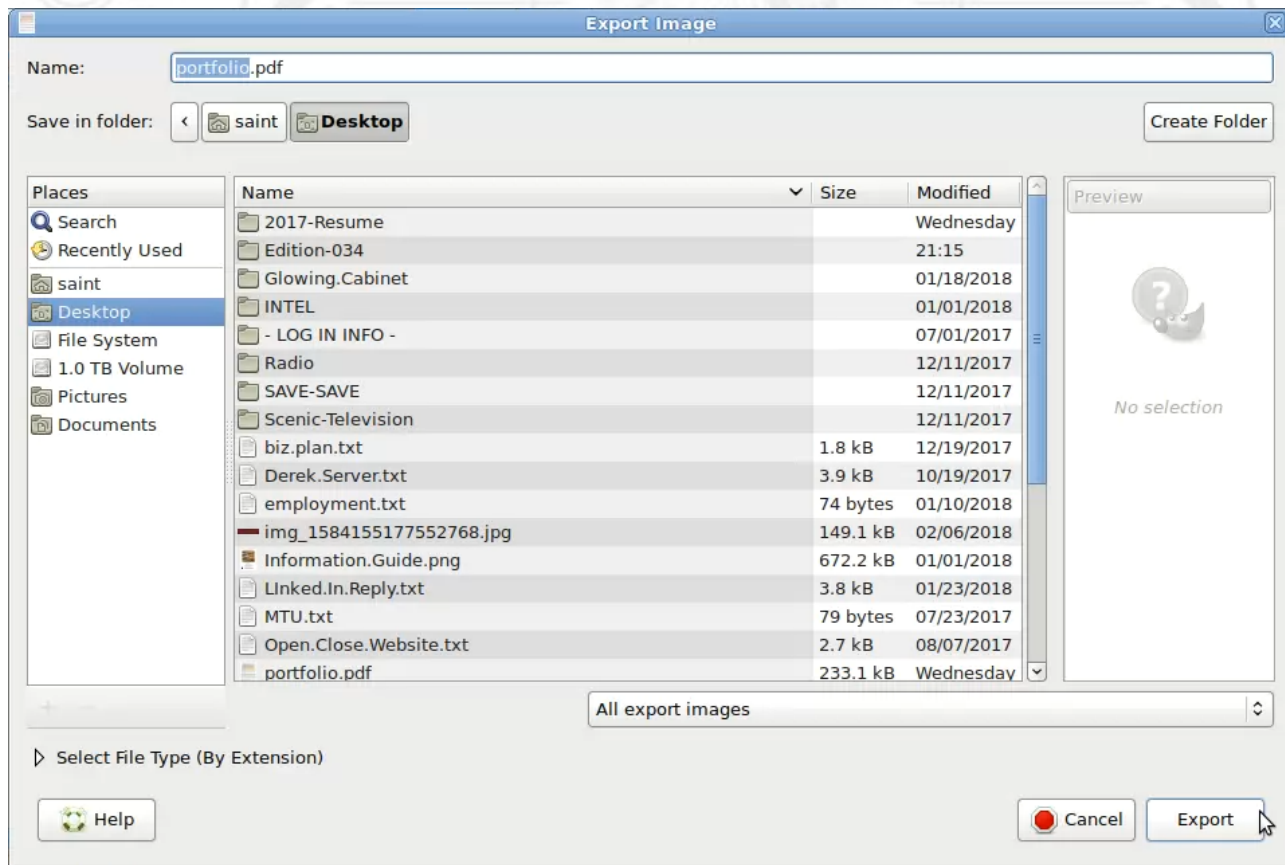 Export Image
Name: portfolio.pdf
Save in folder: saint Desktop Create Folder
Places Name Size Modified Preview
Search 2017-Resume Wednesday
Recently Used Edition-034 21:15
saint Glowing.Cabinet 01/18/2018
Desktop INTEL 01/01/2018
File System - LOG IN INFO - 07/01/2017
1.0 TB Volume Radio 12/11/2017
Pictures SAVE-SAVE 12/11/2017 No selection
Documents Scenic-Television 12/11/2017
biz.plan.txt 1.8 kB 12/19/2017
Derek.Server.txt 3.9 kB 10/19/2017
employment.txt 74 bytes 01/10/2018
img_1584155177552768.jpg 149.1 kB 02/06/2018
Information.Guide.png 672.2 kB 01/01/2018
LInked.In.Reply.txt 3.8 kB 01/23/2018
MTU.txt 79 bytes 07/23/2017
Open.Close.Website.txt 2.7 kB 08/07/2017
portfolio.pdf 233.1 kB Wednesday
All export images
Select File Type (By Extension)
Help Cancel Export